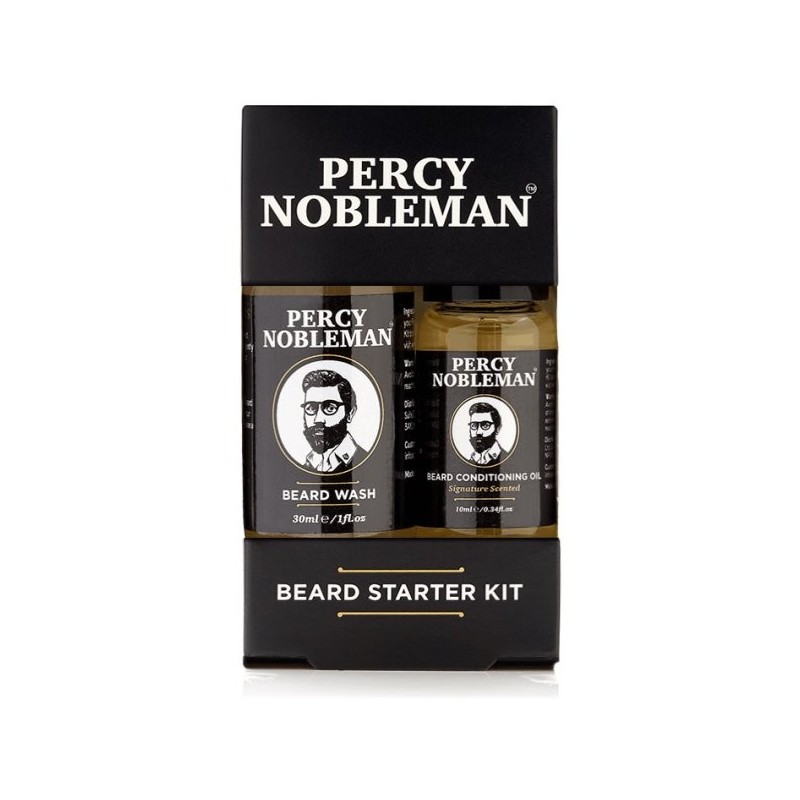 PERCY
NOBLEMAN
TM
PERCY
NOBLEMAN
BEARD WASH
30ml e/1fl.oz
PERCY
NOBLEMAN
BEARD CONDITIONING OIL
Signature Scented
10ml e/0.34fl.oz
BEARD STARTER KIT